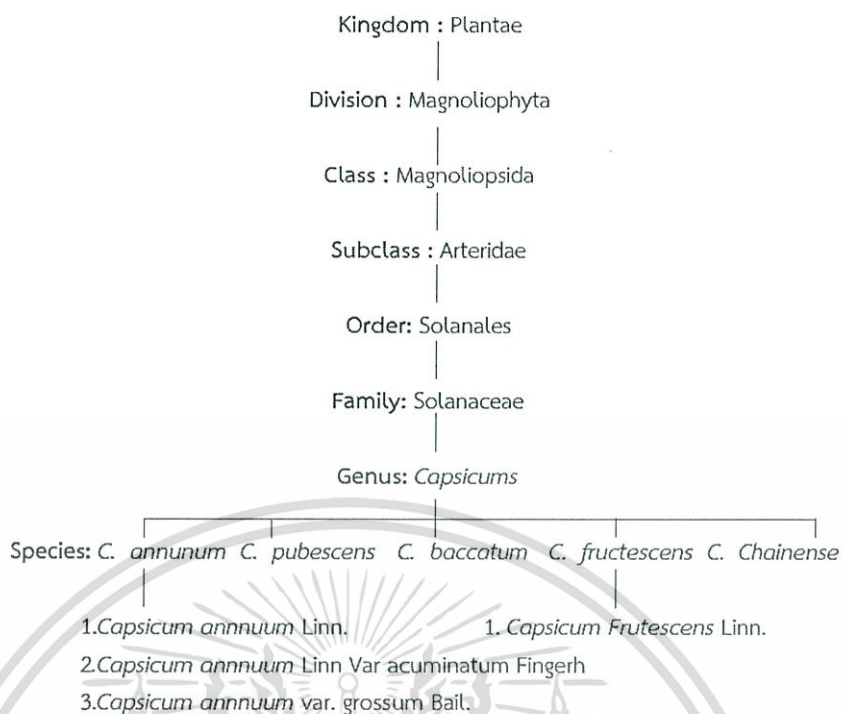 Kingdom : Plantae
Division : Magnoliophyta
Class : Magnoliopsida
Subclass : Arteridae
Order: Solanales
Family: Solanaceae
Genus: Capsicums
Species: C. annunum C. pubescens C. baccatum C. fructescens C. Chainense
1.Capsicum annnuum Linn. 1. Capsicum Frutescens Linn.
2.Capsicum annnuum Linn Var acuminatum Fingerh
3.Capsicum annnuum var. grossum Bail.